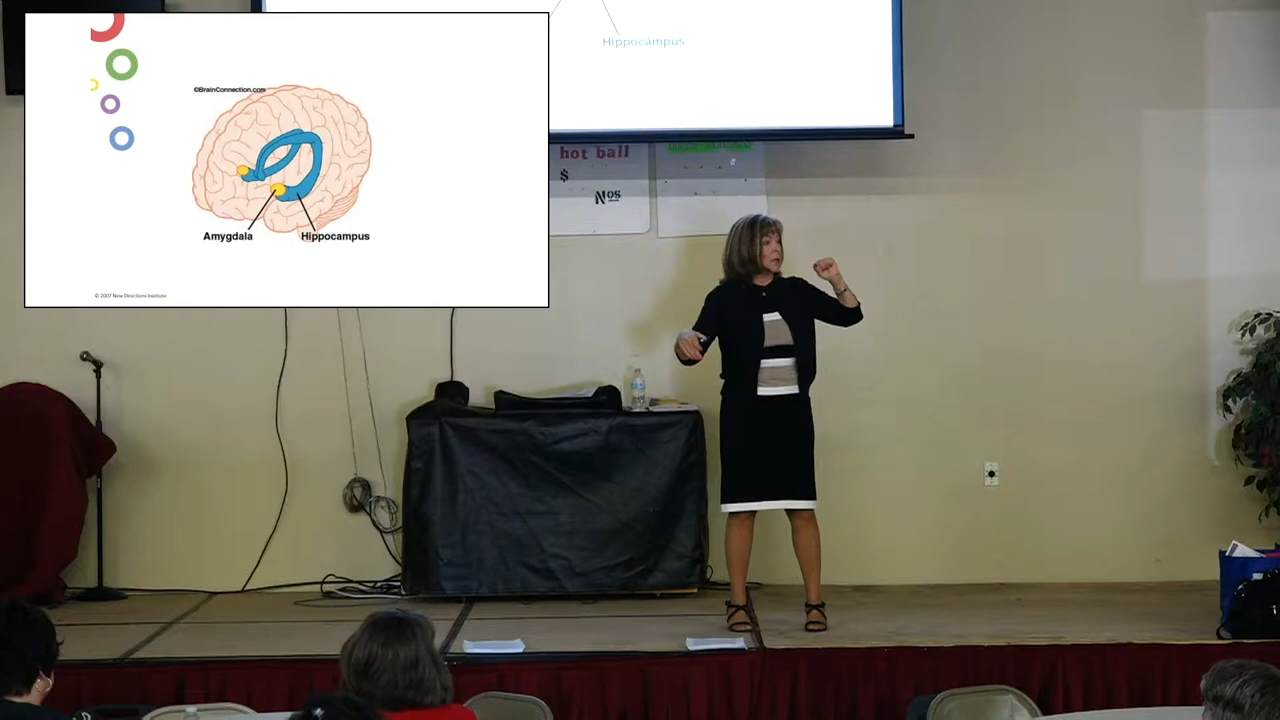 ©BrainConnection.com
Amygdala
Hippocampus
© 2007 New Directions Institute
Hippocampus
hot ball
$
Nos